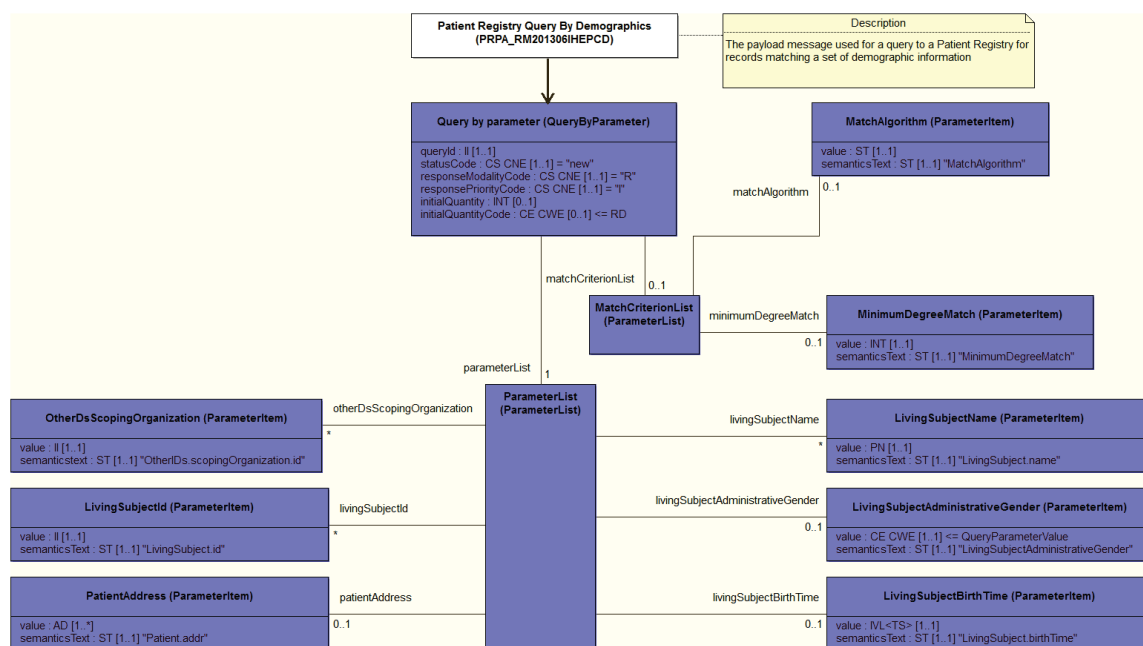 Patient Registry Query By Demographics
(PRPA_RM201306IHEPCD)
Description
The payload message used for a query to a Patient Registry for
records matching a set of demographic information
Query by parameter (QueryByParameter)
queryId : II [1..1]
statusCode : CS CNE [1..1] = "new"
responseModalityCode : CS CNE [1..1] = "R"
responsePriorityCode : CS CNE [1..1] = "I"
initialQuantity : INT [0..1]
initialQuantityCode : CE CWE [0..1] <= RD
MatchAlgorithm (ParameterItem)
value : ST [1..1]
semanticsText : ST [1..1] "MatchAlgorithm"
matchAlgorithm
0..1
matchCriterionList
0..1
MatchCriterionList
(ParameterList)
minimumDegreeMatch
0..1
MinimumDegreeMatch (ParameterItem)
value : INT [1..1]
semanticsText : ST [1..1] "MinimumDegreeMatch"
parameterList
1
ParameterList
(ParameterList)
OtherDsScopingOrganization (ParameterItem)
value : II [1..1]
semanticstext : ST [1..1] "OtherIDs.scopingOrganization.id"
otherDsScopingOrganization
*
livingSubjectName
*
LivingSubjectName (ParameterItem)
value : PN [1..1]
semanticsText : ST [1..1] "LivingSubject.name"
LivingSubjectId (ParameterItem)
value : II [1..1]
semanticsText : ST [1..1] "LivingSubject.id"
livingSubjectId
*
livingSubjectAdministrativeGender
0..1
LivingSubjectAdministrativeGender (ParameterItem)
value : CE CWE [1..1] <= QueryParameterValue
semanticsText : ST [1..1] "LivingSubjectAdministrativeGender"
PatientAddress (ParameterItem)
value : AD [1..*]
semanticsText : ST [1..1] "Patient.addr"
patientAddress
0..1
livingSubjectBirthTime
0..1
LivingSubjectBirthTime (ParameterItem)
value : IVL<TS> [1..1]
semanticsText : ST [1..1] "LivingSubject.birthTime"